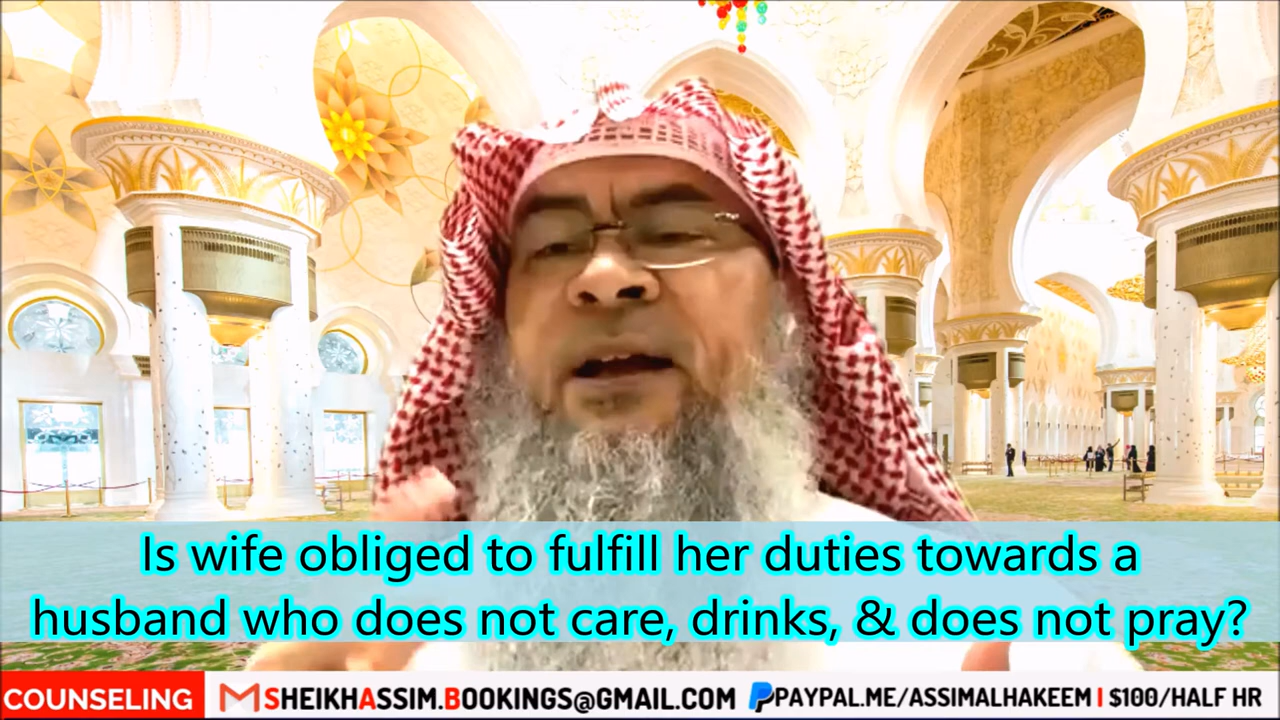 Is wife obliged to fulfill her duties towards a
husband who does not care, drinks, & does not pray?
COUNSELING SHEIKHASSIM.BOOKINGS@GMAIL.COM PAYPAL.ME/ASSIMALHAKEEM | $100/HALF HR